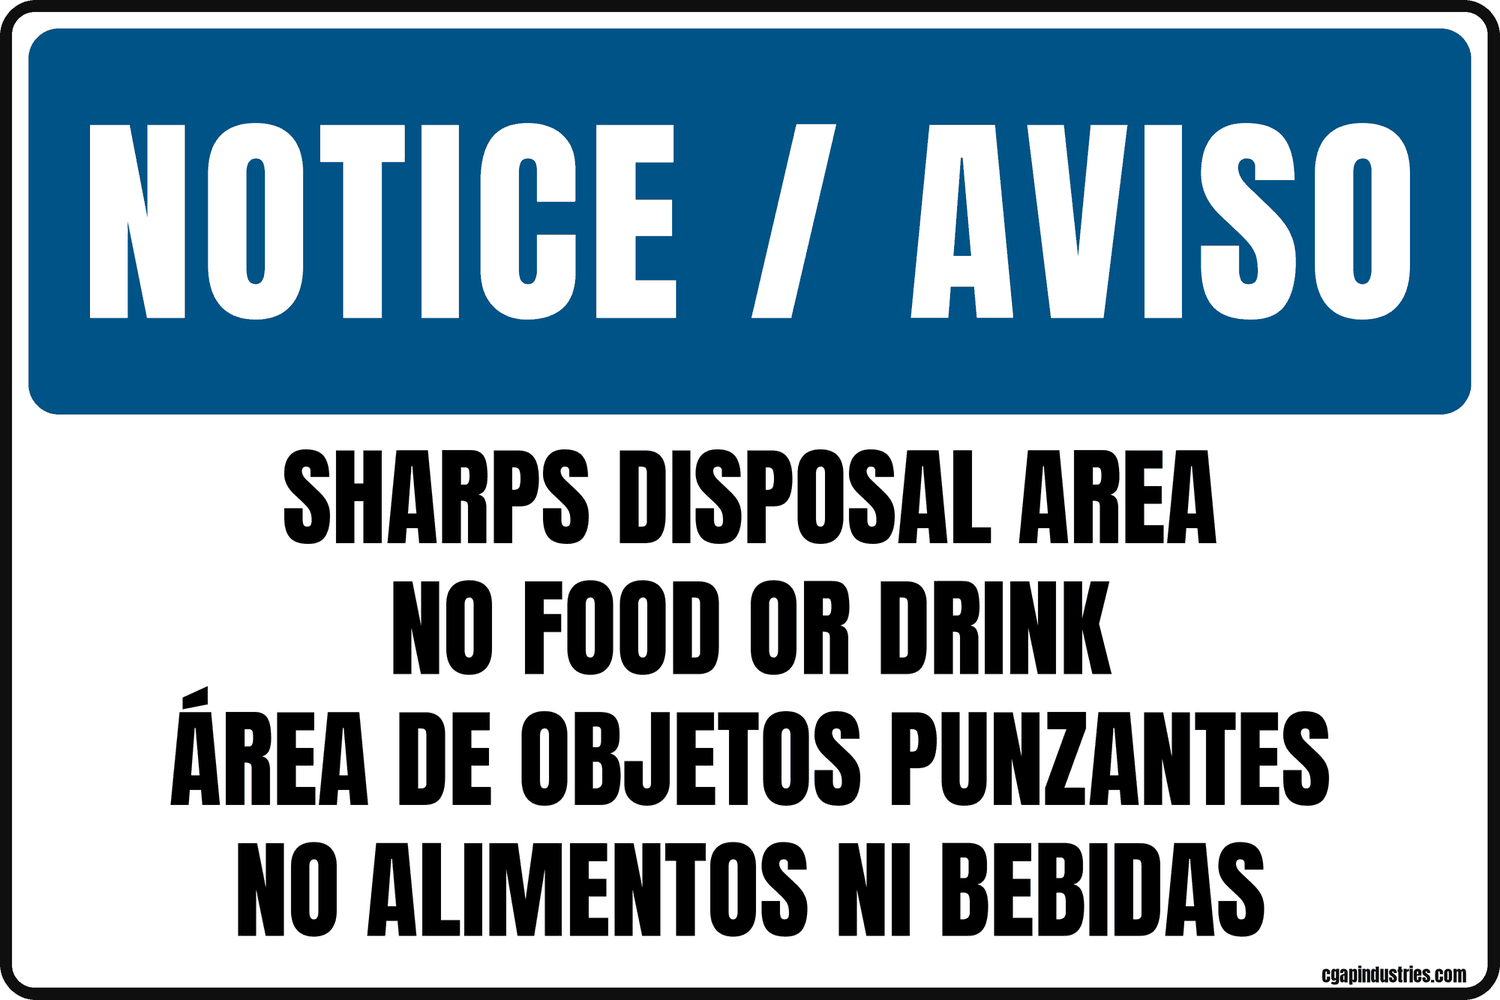 NOTICE / AVISO
SHARPS DISPOSAL AREA
NO FOOD OR DRINK
ÁREA DE OBJETOS PUNZANTES
NO ALIMENTOS NI BEBIDAS
cgapindustries.com